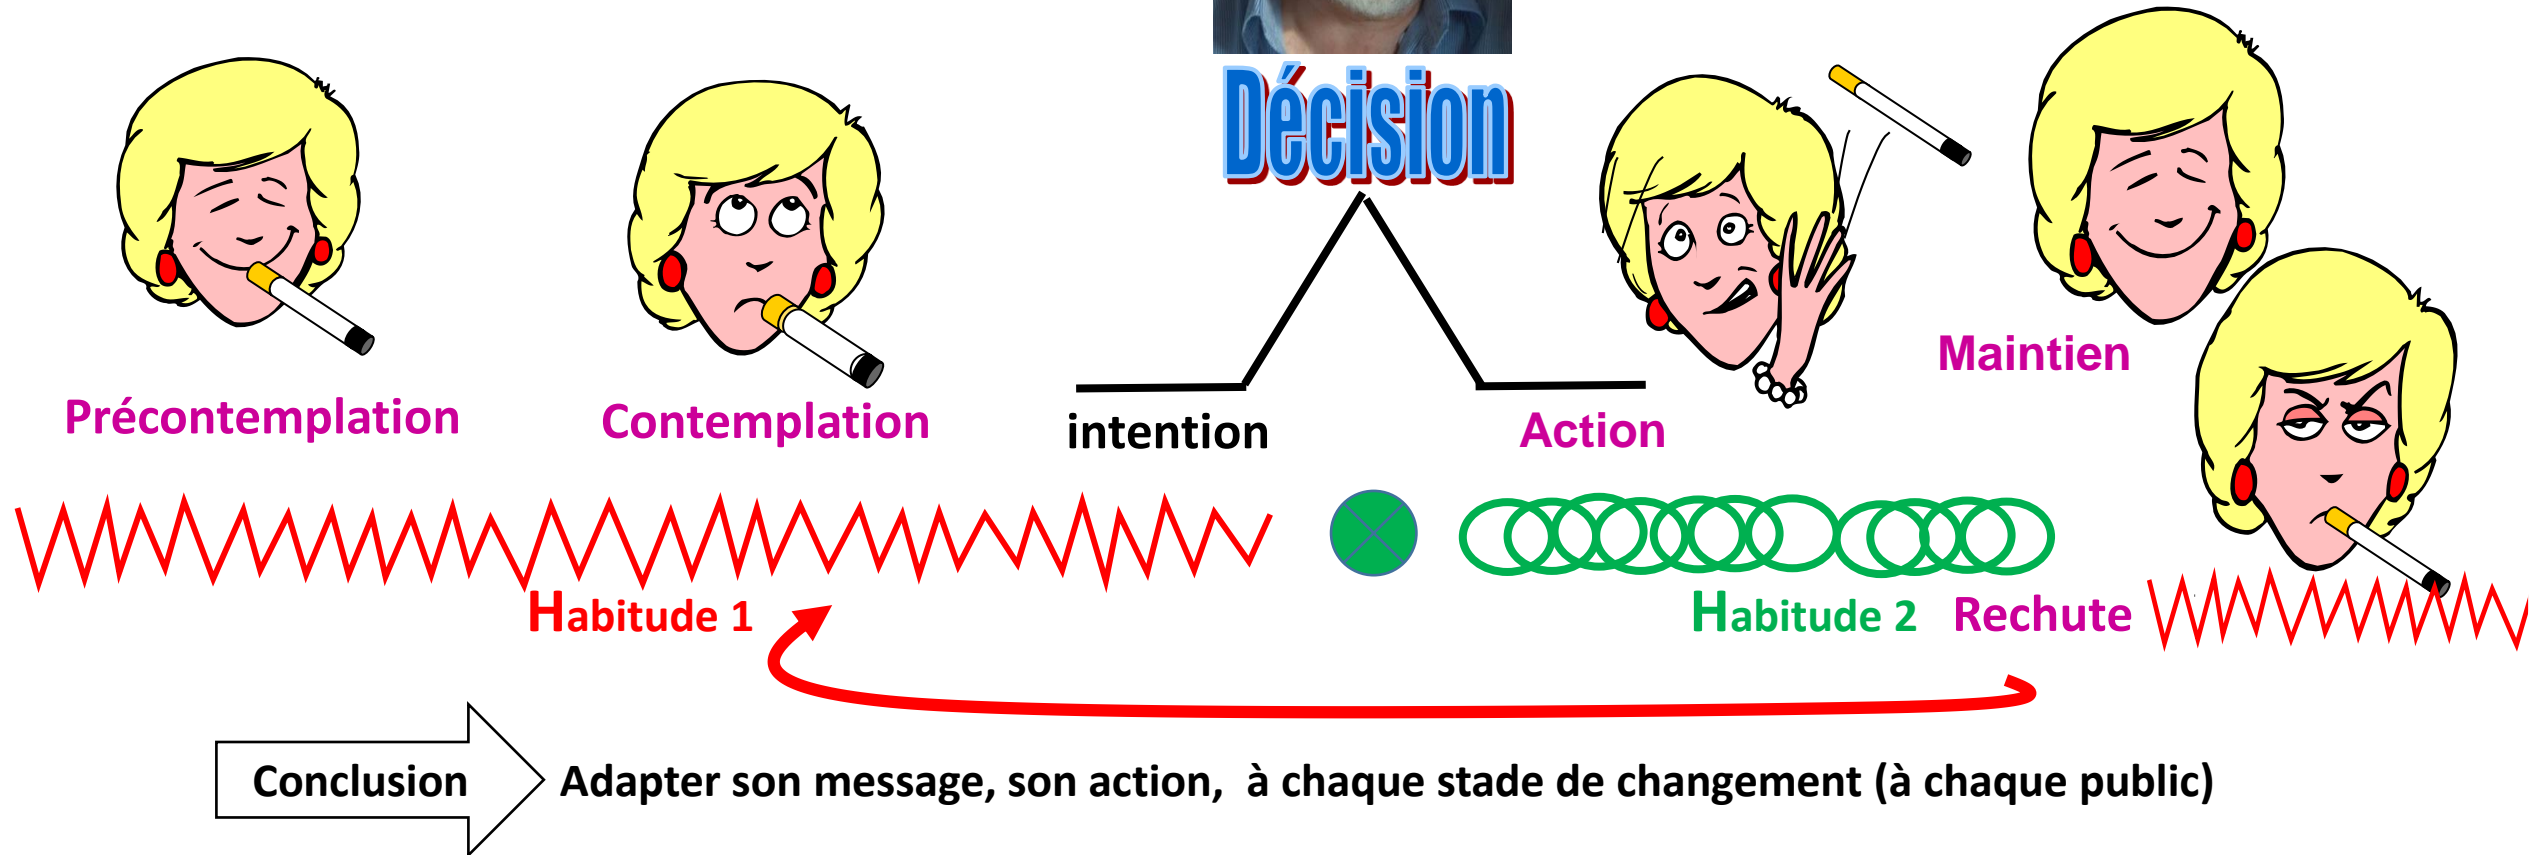 Décision
Précontemplation
Contemplation
intention
Action
Maintien
Habitude 1
Habitude 2
Rechute
Conclusion
Adapter son message, son action, à chaque stade de changement (à chaque public)